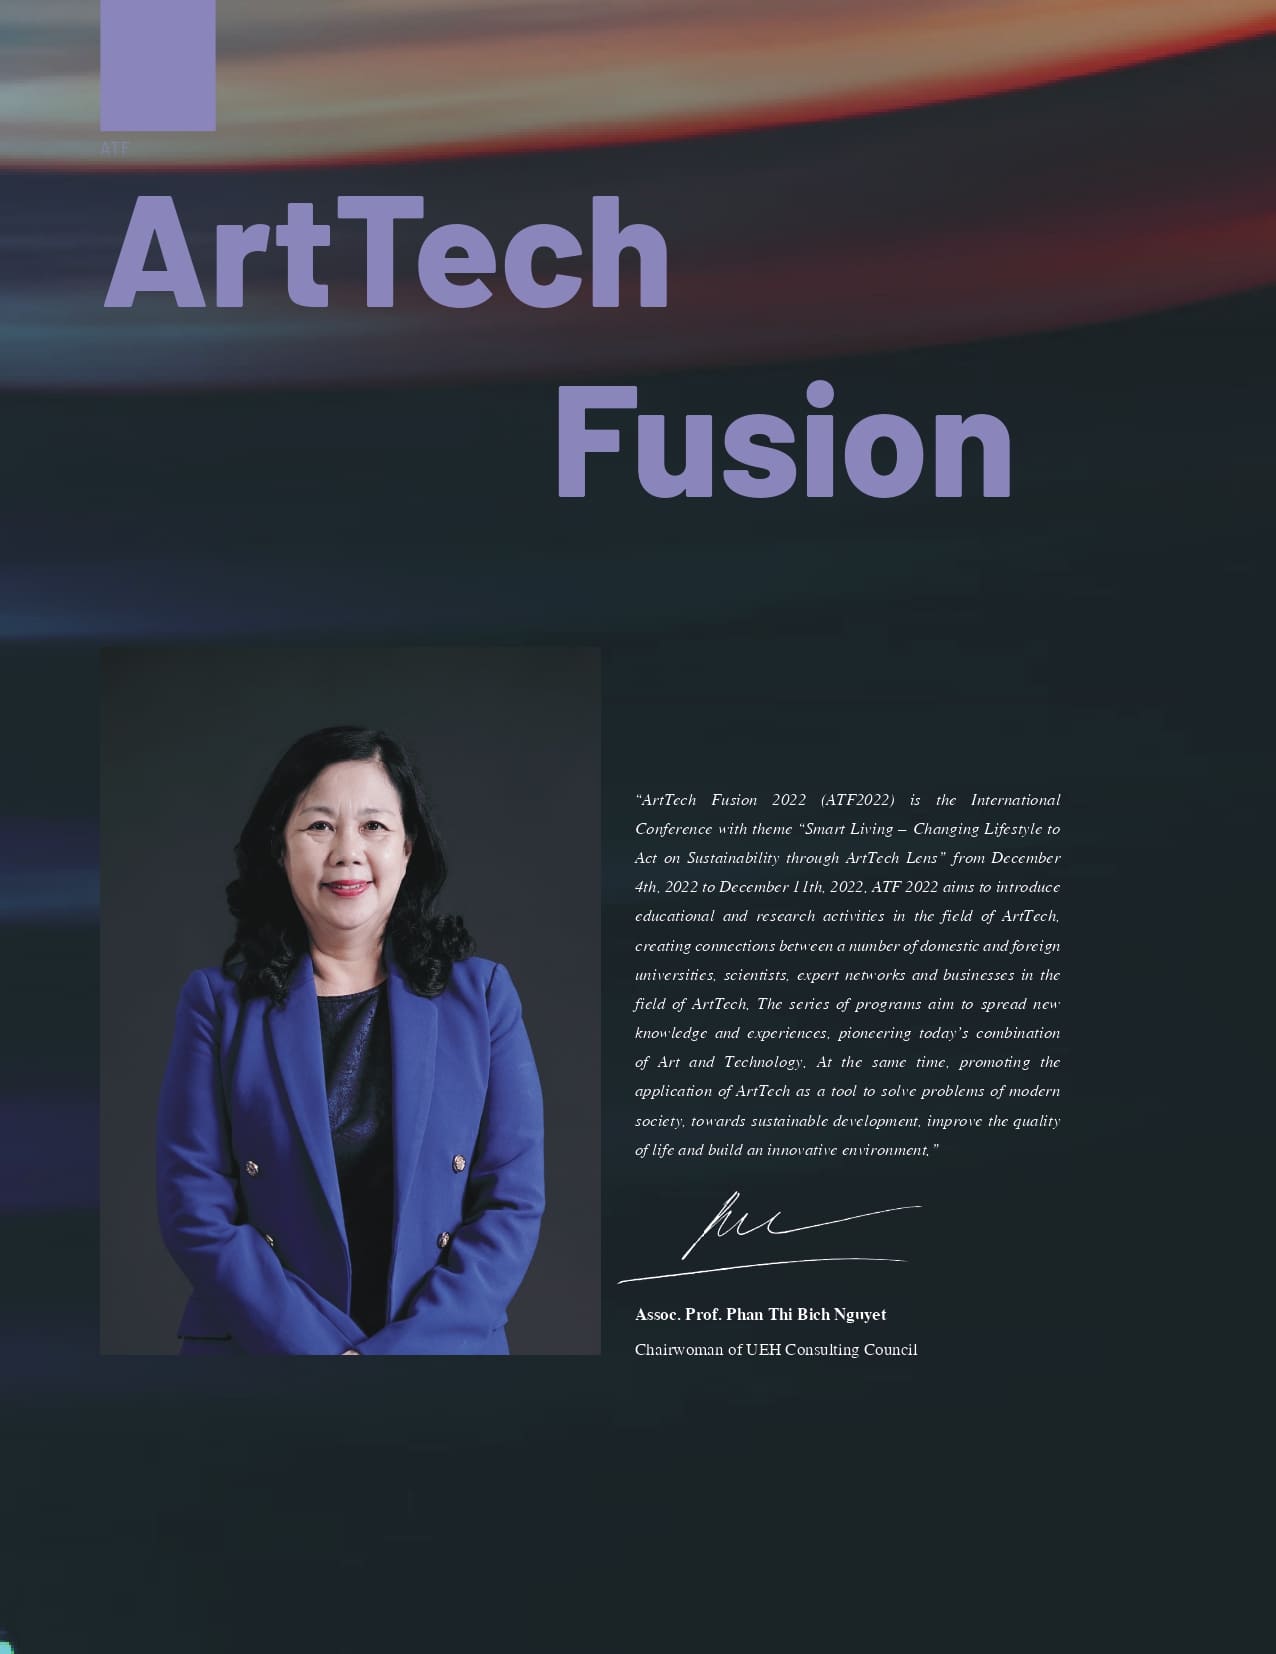 ATF
ArtTech
Fusion
“ArtTech Fusion 2022 (ATF2022) is the International
Conference with theme “Smart Living – Changing Lifestyle to
Act on Sustainability through ArtTech Lens” from December
4th, 2022 to December 11th, 2022. ATF 2022 aims to introduce
educational and research activities in the field of ArtTech,
creating connections between a number of domestic and foreign
universities, scientists, expert networks and businesses in the
field of ArtTech. The series of programs aim to spread new
knowledge and experiences, pioneering today’s combination
of Art and Technology. At the same time, promoting the
application of ArtTech as a tool to solve problems of modern
society, towards sustainable development, improve the quality
of life and build an innovative environment.”
Assoc. Prof. Phan Thi Bich Nguyet
Chairwoman of UEH Consulting Council